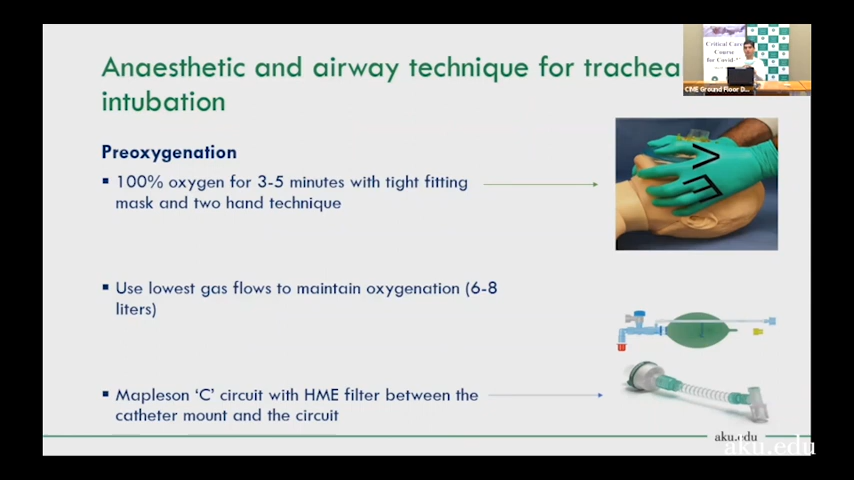 Anaesthetic and airway technique for trachea
intubation
Critical Care
Course
for Covid-
CME Ground Floor D...
Preoxygenation
▪ 100% oxygen for 3-5 minutes with tight fitting
mask and two hand technique
▪ Use lowest gas flows to maintain oxygenation (6-8
liters)
▪ Mapleson ‘C’ circuit with HME filter between the
catheter mount and the circuit
aku.edu
aku.edu